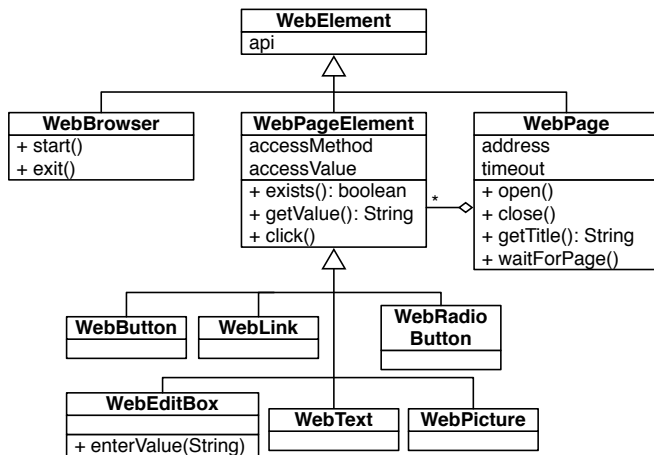 WebElement
api
WebBrowser
+ start()
+ exit()
WebPageElement
accessMethod
accessValue
+ exists(): boolean
+ getValue(): String
+ click()
*
WebPage
address
timeout
+ open()
+ close()
+ getTitle(): String
+ waitForPage()
WebButton
WebLink
WebRadio
Button
WebEditBox
+ enterValue(String)
WebText
WebPicture